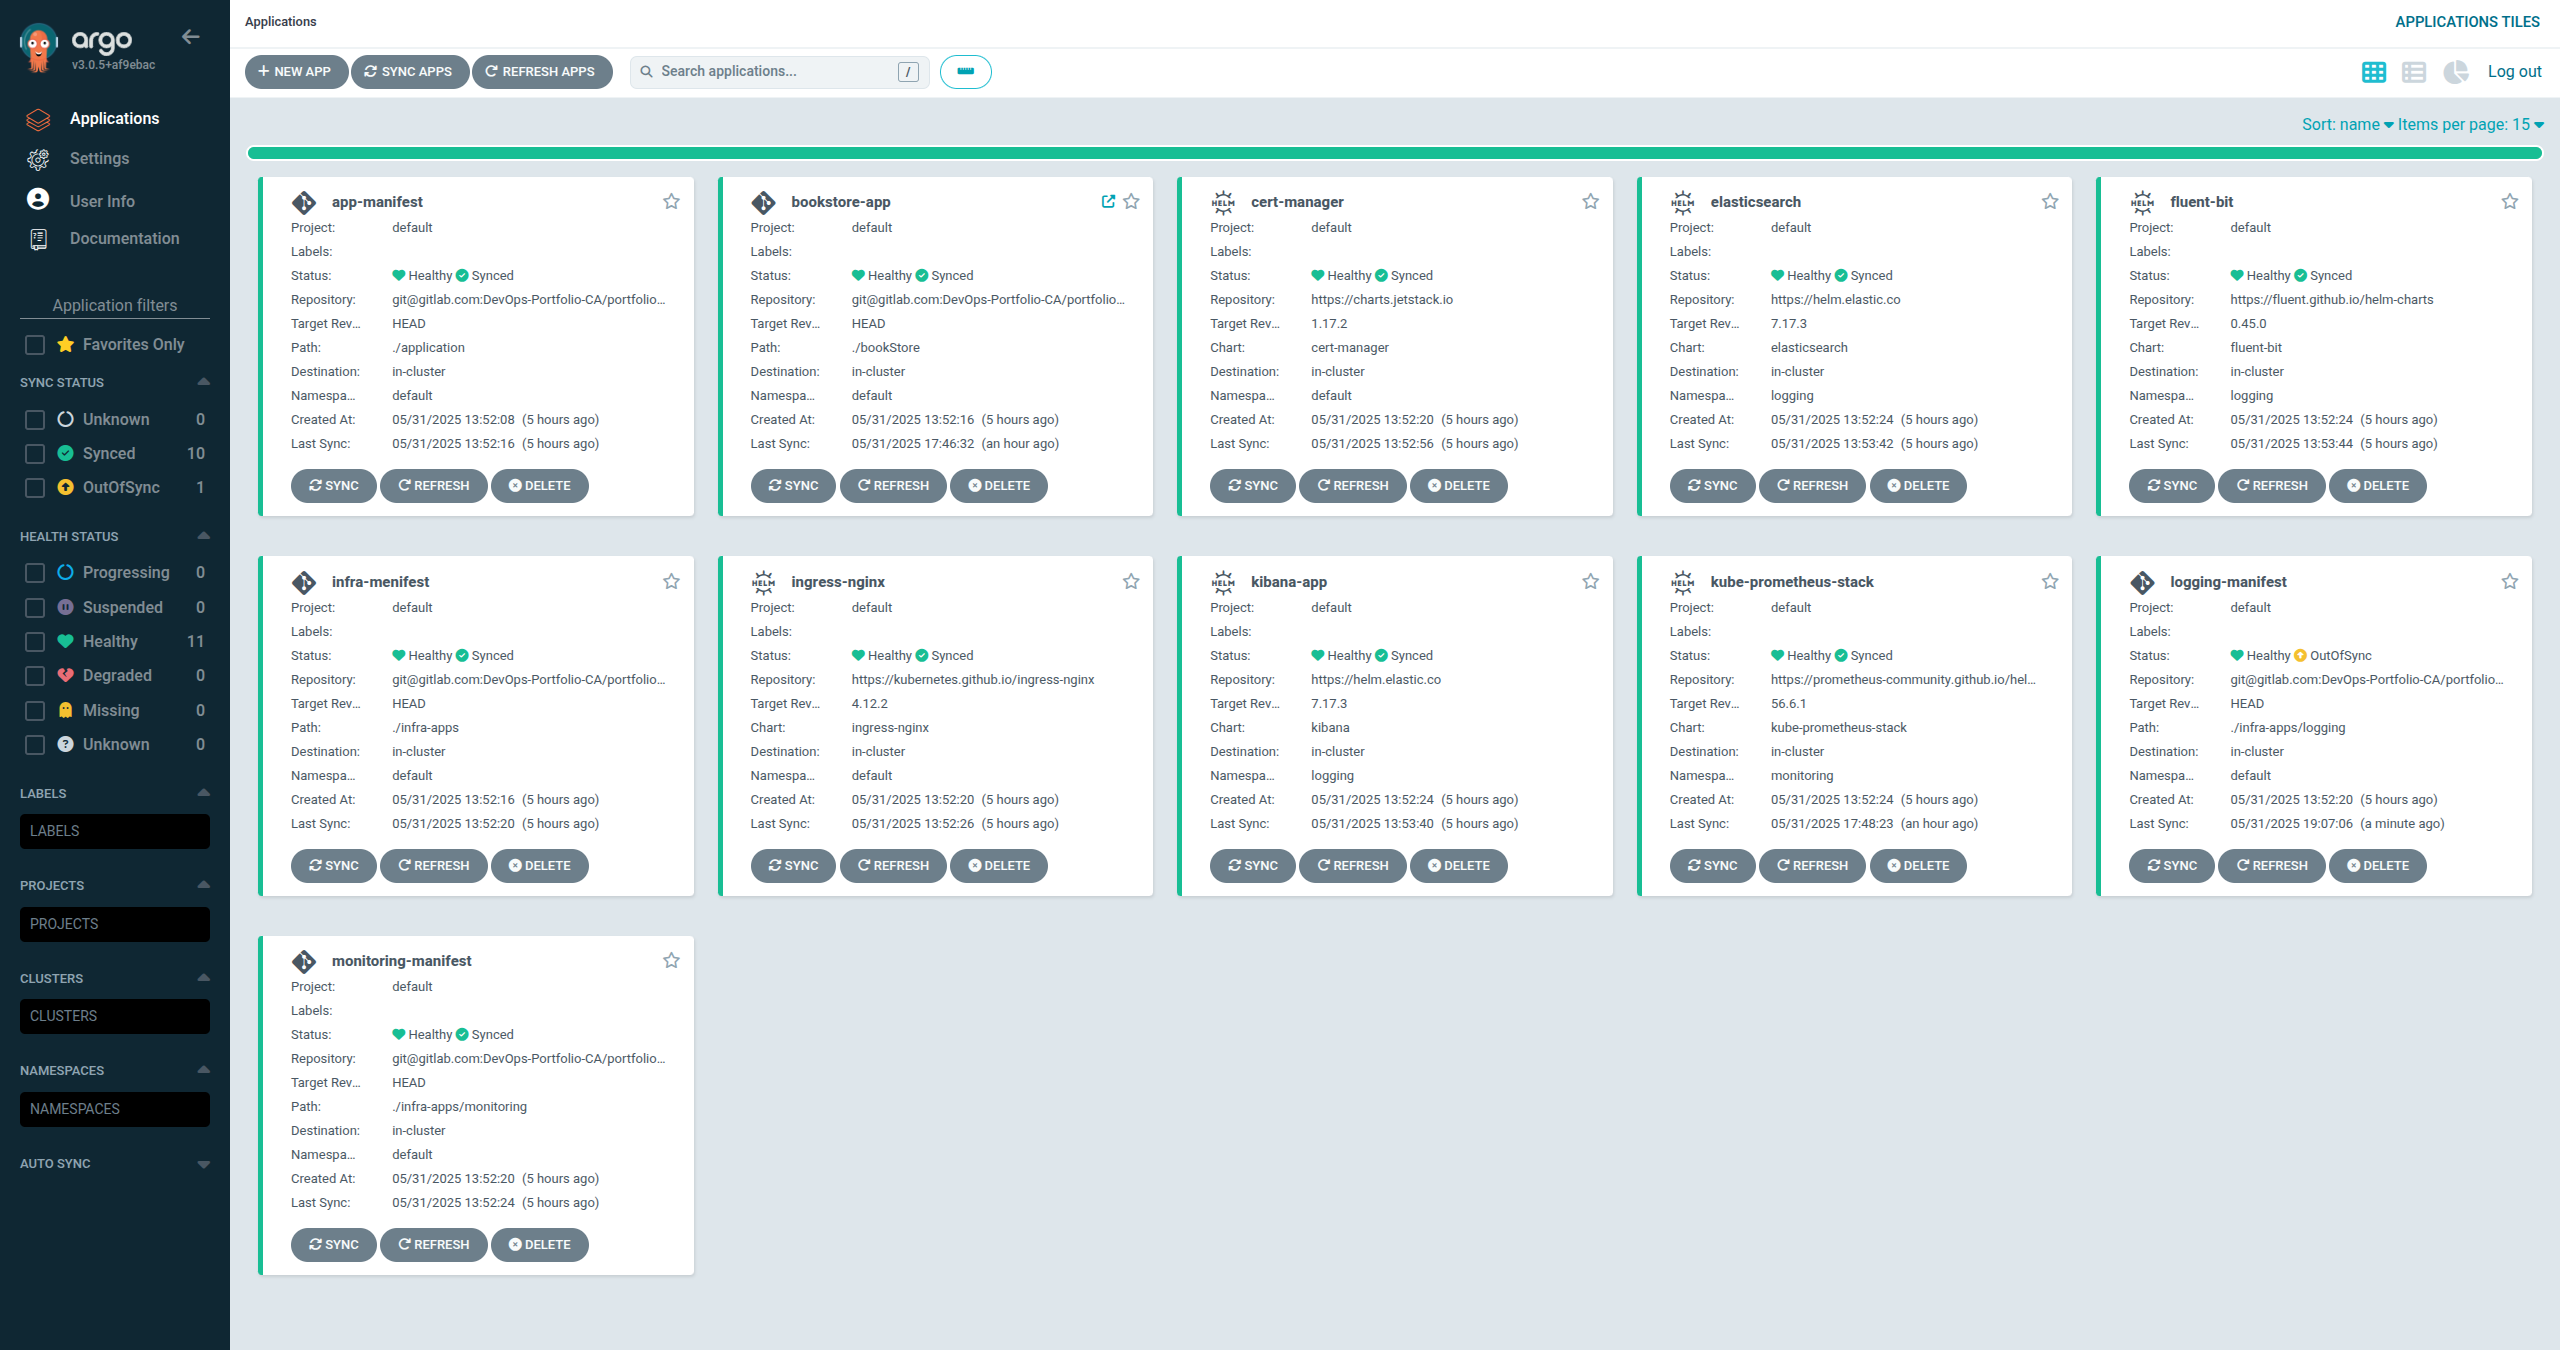 argo
v3.0.5+af9ebac
Applications
Settings
User Info
Documentation
Application filters
Favorites Only
SYNC STATUS
Unknown 0
Synced 10
OutOfSync 1
HEALTH STATUS
Progressing 0
Suspended 0
Healthy 11
Degraded 0
Missing 0
Unknown 0
LABELS
LABELS
PROJECTS
PROJECTS
CLUSTERS
CLUSTERS
NAMESPACES
NAMESPACES
AUTO SYNC
Applications
APPLICATIONS TILES
NEW APP SYNC APPS REFRESH APPS Search applications... / Log out
Sort: name Items per page: 15
app-manifest
Project: default
Labels:
Status: Healthy Synced
Repository: git@gitlab.com:DevOps-Portfolio-CA/portfolio...
Target Rev... HEAD
Path: ./application
Destination: in-cluster
Namespa... default
Created At: 05/31/2025 13:52:08 (5 hours ago)
Last Sync: 05/31/2025 13:52:16 (5 hours ago)
SYNC REFRESH DELETE
bookstore-app
Project: default
Labels:
Status: Healthy Synced
Repository: git@gitlab.com:DevOps-Portfolio-CA/portfolio...
Target Rev... HEAD
Path: ./bookStore
Destination: in-cluster
Namespa... default
Created At: 05/31/2025 13:52:16 (5 hours ago)
Last Sync: 05/31/2025 17:46:32 (an hour ago)
SYNC REFRESH DELETE
HELM cert-manager
Project: default
Labels:
Status: Healthy Synced
Repository: https://charts.jetstack.io
Target Rev... 1.17.2
Chart: cert-manager
Destination: in-cluster
Namespa... default
Created At: 05/31/2025 13:52:20 (5 hours ago)
Last Sync: 05/31/2025 13:52:56 (5 hours ago)
SYNC REFRESH DELETE
HELM elasticsearch
Project: default
Labels:
Status: Healthy Synced
Repository: https://helm.elastic.co
Target Rev... 7.17.3
Chart: elasticsearch
Destination: in-cluster
Namespa... logging
Created At: 05/31/2025 13:52:24 (5 hours ago)
Last Sync: 05/31/2025 13:53:42 (5 hours ago)
SYNC REFRESH DELETE
HELM fluent-bit
Project: default
Labels:
Status: Healthy Synced
Repository: https://fluent.github.io/helm-charts
Target Rev... 0.45.0
Chart: fluent-bit
Destination: in-cluster
Namespa... logging
Created At: 05/31/2025 13:52:24 (5 hours ago)
Last Sync: 05/31/2025 13:53:44 (5 hours ago)
SYNC REFRESH DELETE
infra-menifest
Project: default
Labels:
Status: Healthy Synced
Repository: git@gitlab.com:DevOps-Portfolio-CA/portfolio...
Target Rev... HEAD
Path: ./infra-apps
Destination: in-cluster
Namespa... default
Created At: 05/31/2025 13:52:16 (5 hours ago)
Last Sync: 05/31/2025 13:52:20 (5 hours ago)
SYNC REFRESH DELETE
HELM ingress-nginx
Project: default
Labels:
Status: Healthy Synced
Repository: https://kubernetes.github.io/ingress-nginx
Target Rev... 4.12.2
Chart: ingress-nginx
Destination: in-cluster
Namespa... default
Created At: 05/31/2025 13:52:20 (5 hours ago)
Last Sync: 05/31/2025 13:52:26 (5 hours ago)
SYNC REFRESH DELETE
HELM kibana-app
Project: default
Labels:
Status: Healthy Synced
Repository: https://helm.elastic.co
Target Rev... 7.17.3
Chart: kibana
Destination: in-cluster
Namespa... logging
Created At: 05/31/2025 13:52:24 (5 hours ago)
Last Sync: 05/31/2025 13:53:40 (5 hours ago)
SYNC REFRESH DELETE
HELM kube-prometheus-stack
Project: default
Labels:
Status: Healthy Synced
Repository: https://prometheus-community.github.io/hel...
Target Rev... 56.6.1
Chart: kube-prometheus-stack
Destination: in-cluster
Namespa... monitoring
Created At: 05/31/2025 13:52:24 (5 hours ago)
Last Sync: 05/31/2025 17:48:23 (an hour ago)
SYNC REFRESH DELETE
logging-manifest
Project: default
Labels:
Status: Healthy OutOfSync
Repository: git@gitlab.com:DevOps-Portfolio-CA/portfolio...
Target Rev... HEAD
Path: ./infra-apps/logging
Destination: in-cluster
Namespa... default
Created At: 05/31/2025 13:52:20 (5 hours ago)
Last Sync: 05/31/2025 19:07:06 (a minute ago)
SYNC REFRESH DELETE
monitoring-manifest
Project: default
Labels:
Status: Healthy Synced
Repository: git@gitlab.com:DevOps-Portfolio-CA/portfolio...
Target Rev... HEAD
Path: ./infra-apps/monitoring
Destination: in-cluster
Namespa... default
Created At: 05/31/2025 13:52:20 (5 hours ago)
Last Sync: 05/31/2025 13:52:24 (5 hours ago)
SYNC REFRESH DELETE